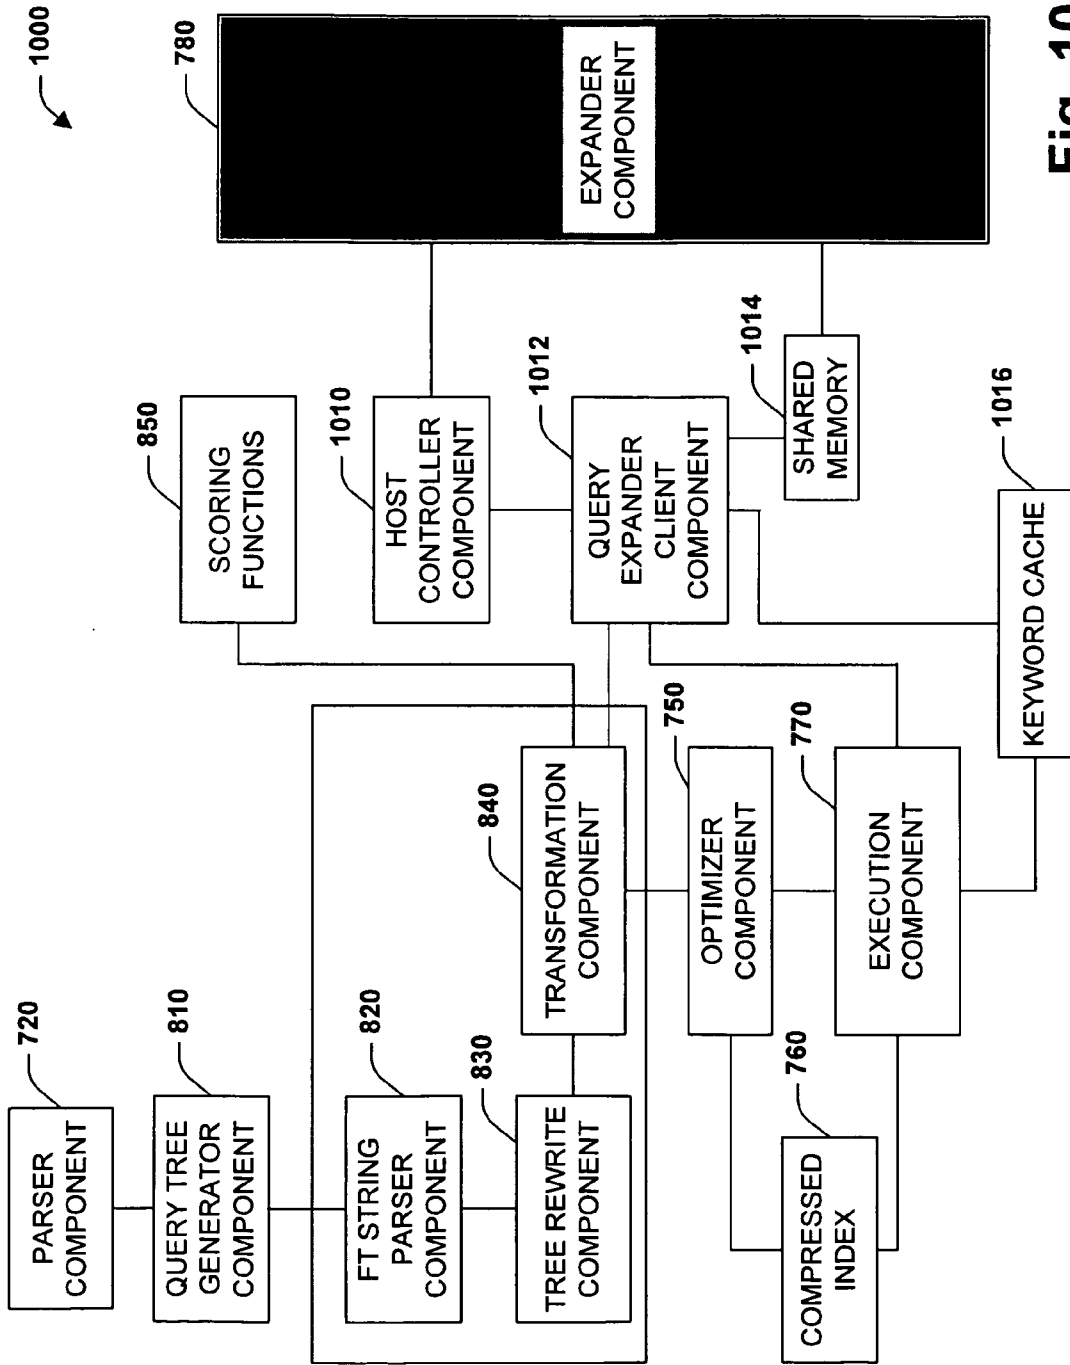 1000
PARSER
COMPONENT
720
QUERY TREE
GENERATOR
COMPONENT
810
FT STRING
PARSER
COMPONENT
820
TREE REWRITE
COMPONENT
830
TRANSFORMATION
COMPONENT
840
SCORING
FUNCTIONS
850
HOST
CONTROLLER
COMPONENT
1010
QUERY
EXPANDER
CLIENT
COMPONENT
1012
SHARED
MEMORY
1014
EXPANDER
COMPONENT
780
OPTIMIZER
COMPONENT
750
COMPRESSED
INDEX
760
EXECUTION
COMPONENT
770
KEYWORD CACHE
1016
Fig. 10